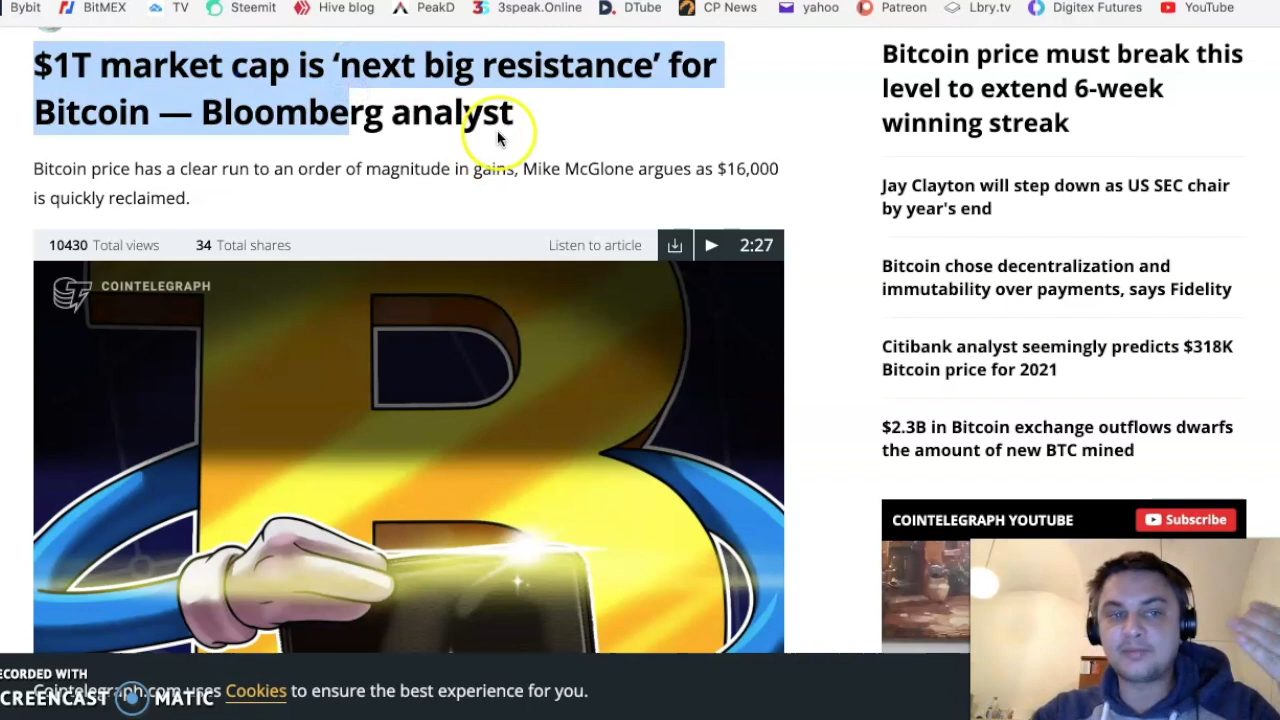 Bybit BitMEX TV Steemit Hive blog PeakD 3speak.Online DTube CP News yahoo Patreon Lbry.tv Digitex Futures YouTube
$1T market cap is ‘next big resistance’ for
Bitcoin — Bloomberg analyst
Bitcoin price has a clear run to an order of magnitude in gains, Mike McGlone argues as $16,000
is quickly reclaimed.
10430 Total views 34 Total shares Listen to article 2:27
COINTELEGRAPH
Bitcoin price must break this
level to extend 6-week
winning streak
Jay Clayton will step down as US SEC chair
by year's end
Bitcoin chose decentralization and
immutability over payments, says Fidelity
Citibank analyst seemingly predicts $318K
Bitcoin price for 2021
$2.3B in Bitcoin exchange outflows dwarfs
the amount of new BTC mined
COINTELEGRAPH YOUTUBE Subscribe
Cointelegraph.com uses Cookies to ensure the best experience for you.
ECORDED WITH
CREENCAST MATIC